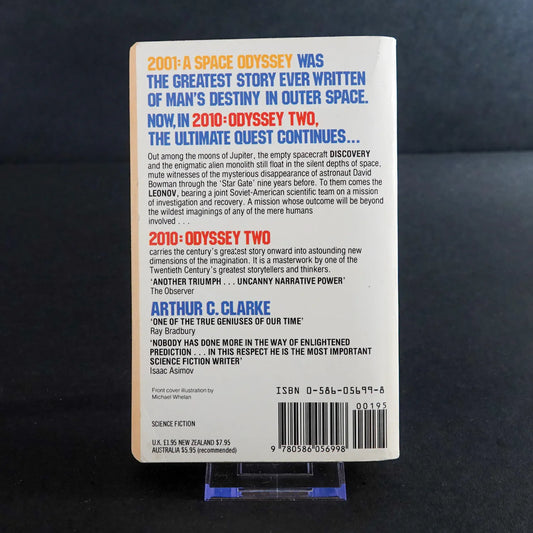 2001: A SPACE ODYSSEY WAS
THE GREATEST STORY EVER WRITTEN
OF MAN'S DESTINY IN OUTER SPACE.
NOW, IN 2010: ODYSSEY TWO,
THE ULTIMATE QUEST CONTINUES...
Out among the moons of Jupiter, the empty spacecraft DISCOVERY
and the enigmatic alien monolith still float in the silent depths of space,
mute witnesses of the mysterious disappearance of astronaut David
Bowman through the 'Star Gate' nine years before. To them comes the
LEONOV, bearing a joint Soviet-American scientific team on a mission
of investigation and recovery. A mission whose outcome will be beyond
the wildest imaginings of any of the mere humans
involved . . .
2010: ODYSSEY TWO
carries the century's greatest story onward into astounding new
dimensions of the imagination. It is a masterwork by one of the
Twentieth Century's greatest storytellers and thinkers.
'ANOTHER TRIUMPH . . . UNCANNY NARRATIVE POWER'
The Observer
ARTHUR C. CLARKE
'ONE OF THE TRUE GENIUSES OF OUR TIME'
Ray Bradbury
'NOBODY HAS DONE MORE IN THE WAY OF ENLIGHTENED
PREDICTION . . . IN THIS RESPECT HE IS THE MOST IMPORTANT
SCIENCE FICTION WRITER'
Isaac Asimov
Front cover illustration by
Michael Whelan
ISBN 0-586-05699-8
00195
SCIENCE FICTION
U.K. £1.95 NEW ZEALAND $7.95
AUSTRALIA $5.95 (recommended)
9 780586 056998